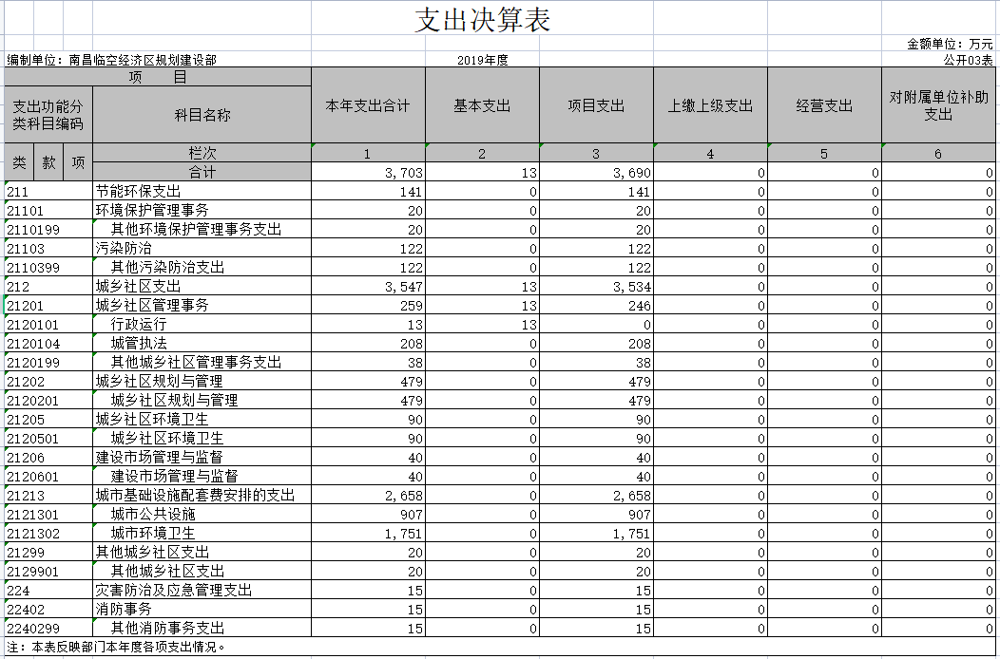 支出决算表
金额单位：万元
编制单位：南昌临空经济区规划建设部 2019年度 公开03表
项 目 本年支出合计 基本支出 项目支出 上缴上级支出 经营支出 对附属单位补助支出
支出功能分类科目编码 科目名称
类 款 项 栏次 1 2 3 4 5 6
合计 3,703 13 3,690 0 0 0
211 节能环保支出 141 0 141 0 0 0
21101 环境保护管理事务 20 0 20 0 0 0
2110199 其他环境保护管理事务支出 20 0 20 0 0 0
21103 污染防治 122 0 122 0 0 0
2110399 其他污染防治支出 122 0 122 0 0 0
212 城乡社区支出 3,547 13 3,534 0 0 0
21201 城乡社区管理事务 259 13 246 0 0 0
2120101 行政运行 13 13 0 0 0 0
2120104 城管执法 208 0 208 0 0 0
2120199 其他城乡社区管理事务支出 38 0 38 0 0 0
21202 城乡社区规划与管理 479 0 479 0 0 0
2120201 城乡社区规划与管理 479 0 479 0 0 0
21205 城乡社区环境卫生 90 0 90 0 0 0
2120501 城乡社区环境卫生 90 0 90 0 0 0
21206 建设市场管理与监督 40 0 40 0 0 0
2120601 建设市场管理与监督 40 0 40 0 0 0
21213 城市基础设施配套费安排的支出 2,658 0 2,658 0 0 0
2121301 城市公共设施 907 0 907 0 0 0
2121302 城市环境卫生 1,751 0 1,751 0 0 0
21299 其他城乡社区支出 20 0 20 0 0 0
2129901 其他城乡社区支出 20 0 20 0 0 0
224 灾害防治及应急管理支出 15 0 15 0 0 0
22402 消防事务 15 0 15 0 0 0
2240299 其他消防事务支出 15 0 15 0 0 0
注：本表反映部门本年度各项支出情况。